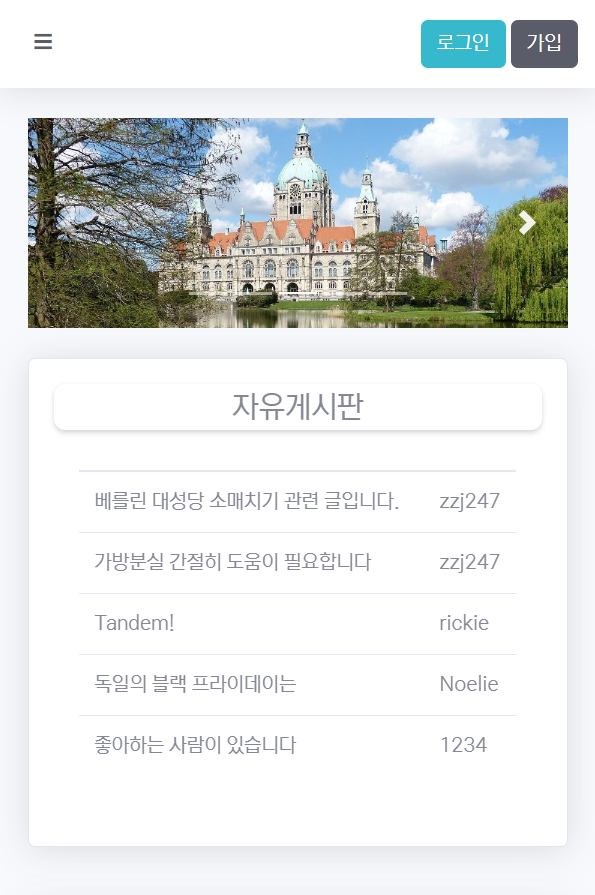 로그인 가입
자유게시판
베를린 대성당 소매치기 관련 글입니다. zzj247
가방분실 간절히 도움이 필요합니다 zzj247
Tandem! rickie
독일의 블랙 프라이데이는 Noelie
좋아하는 사람이 있습니다 1234